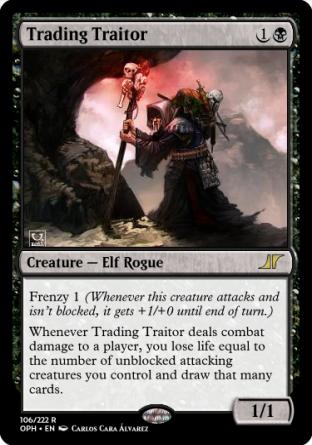 Trading Traitor 1
Creature — Elf Rogue
Frenzy 1 (Whenever this creature attacks and
isn't blocked, it gets +1/+0 until end of turn.)
Whenever Trading Traitor deals combat
damage to a player, you lose life equal to
the number of unblocked attacking
creatures you control and draw that many
cards.
1/1
106/222 R
OPH • EN Carlos Cara Álvarez